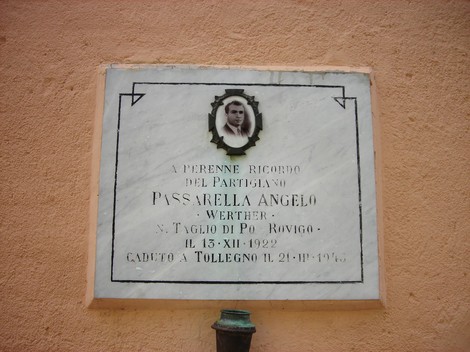 A PERENNE RICORDO
DEL PARTIGIANO
PASSARELLA ANGELO
· WERTHER ·
N. TAGLIO DI PO ROVIGO ·
IL 13 · XII · 1922
CADUTO A TOLLEGNO IL 21 · III · 1945